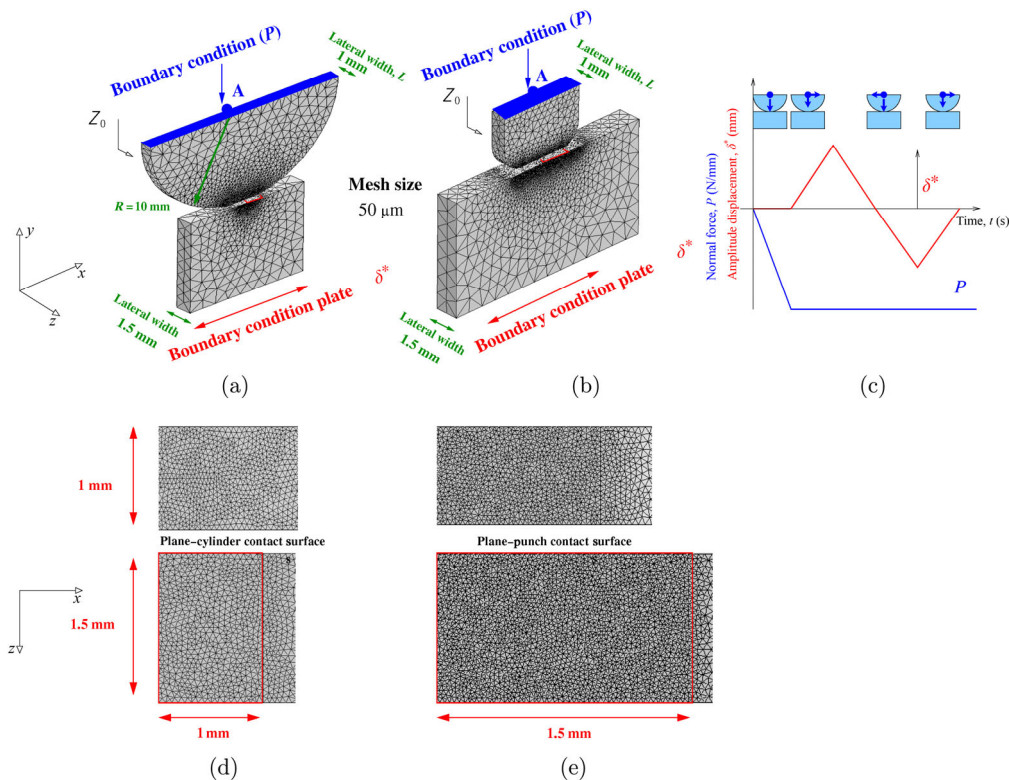 Boundary condition (P)
A
Lateral width, L
1 mm
Z0
R = 10 mm
y
x
z
Lateral width
1.5 mm
Boundary condition plate
δ*
(a)
Boundary condition (P)
A
Lateral width, L
1 mm
Z0
Mesh size
50 µm
Lateral width
1.5 mm
Boundary condition plate
δ*
(b)
Normal force, P (N/mm)
Amplitude displacement, δ* (mm)
δ*
Time, t (s)
P
(c)
1 mm
Plane−cylinder contact surface
x
z
1.5 mm
1 mm
(d)
Plane−punch contact surface
1.5 mm
(e)